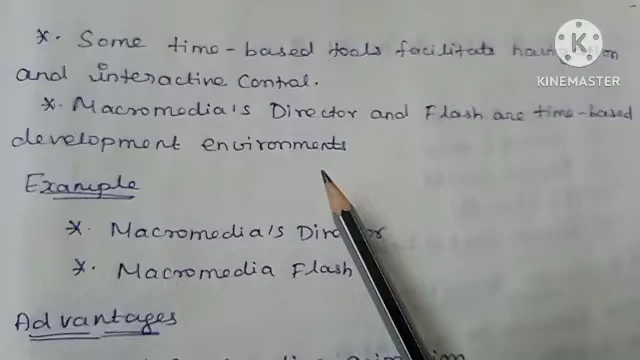 *. Some time-based tools facilitate
and interactive control.
*. Macromedia's Director and Flash are time-based
development environments
Example
*. Macromedia's Director
*. Macromedia Flash
Advantages
KINEMASTER